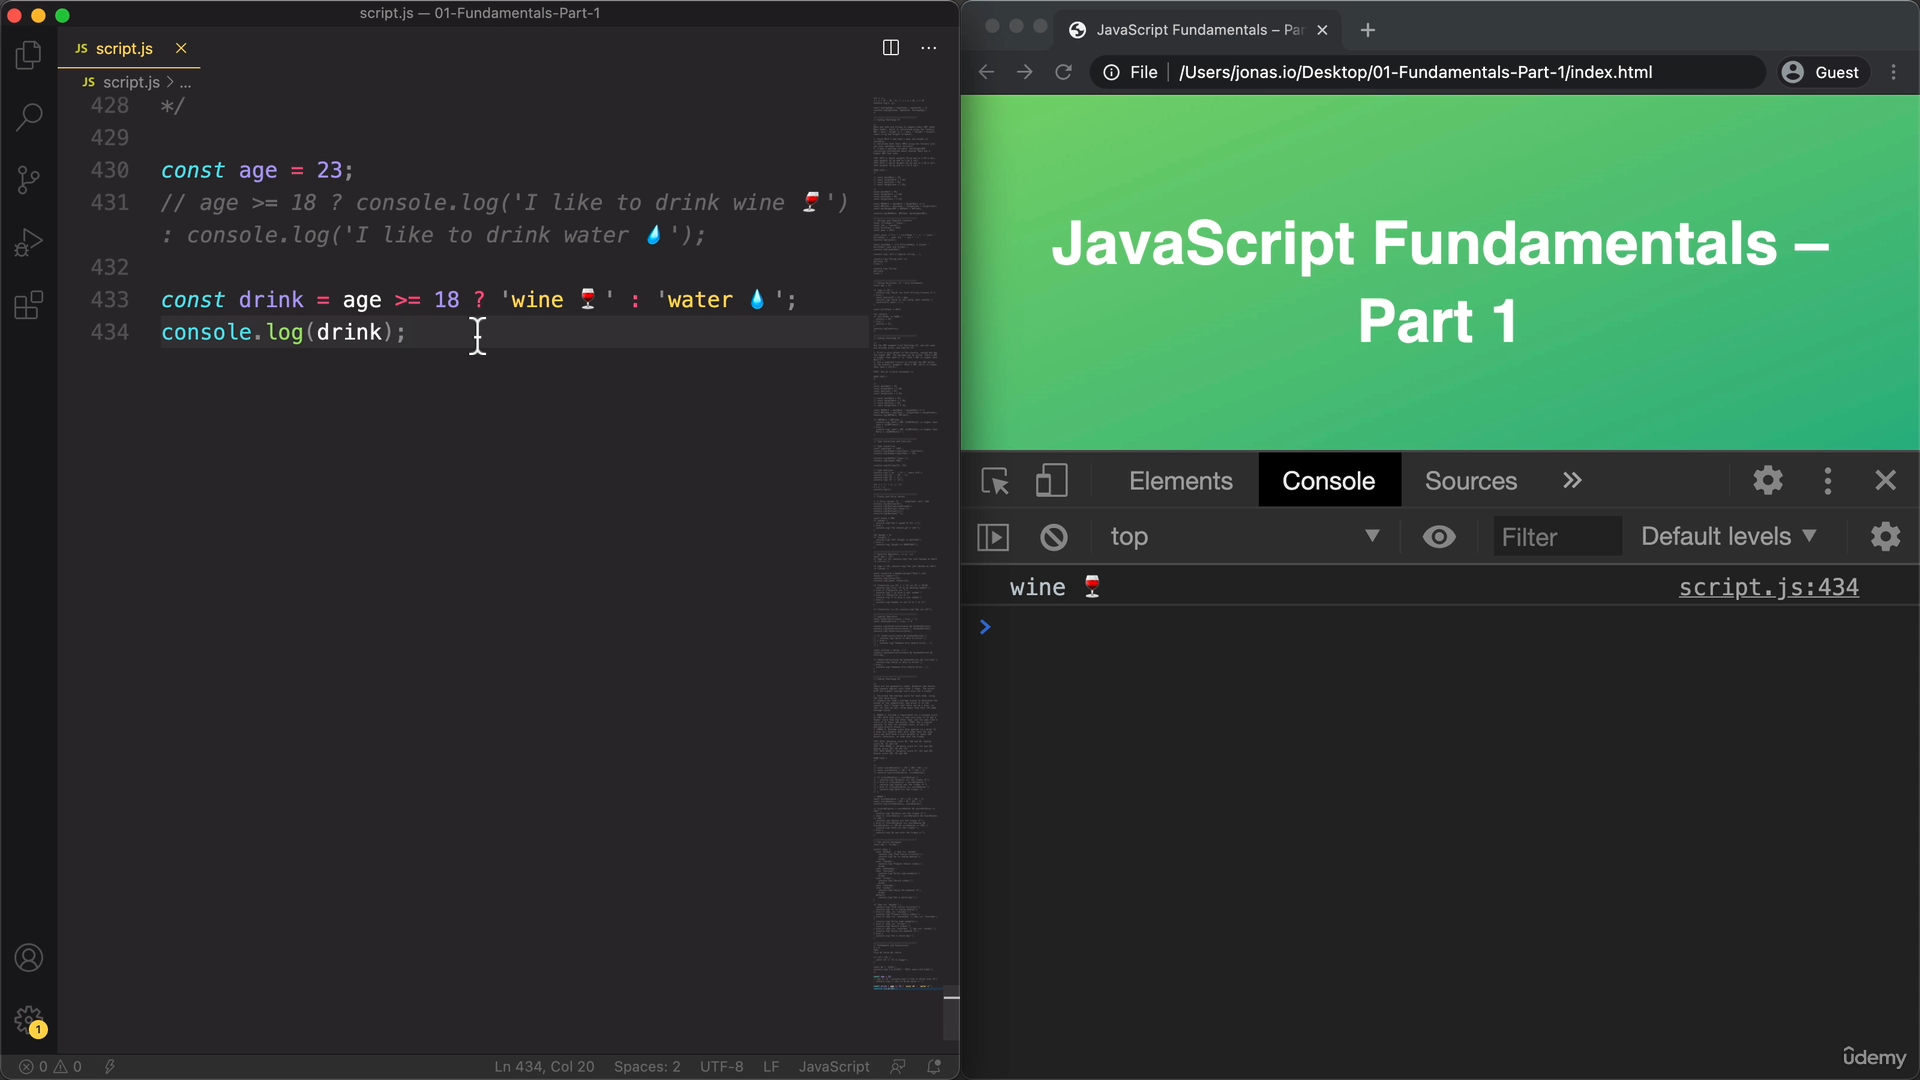 script.js — 01-Fundamentals-Part-1
JS script.js
JS script.js > ...
428 */
429
430 const age = 23;
431 // age >= 18 ? console.log('I like to drink wine 🍷')
: console.log('I like to drink water 💧');
432
433 const drink = age >= 18 ? 'wine 🍷' : 'water 💧';
434 console.log(drink);
1
0 0
Ln 434, Col 20 Spaces: 2 UTF-8 LF JavaScript
JavaScript Fundamentals – Par
File /Users/jonas.io/Desktop/01-Fundamentals-Part-1/index.html Guest
JavaScript Fundamentals –
Part 1
Elements Console Sources »
top Filter Default levels
wine 🍷 script.js:434
>
ûdemy